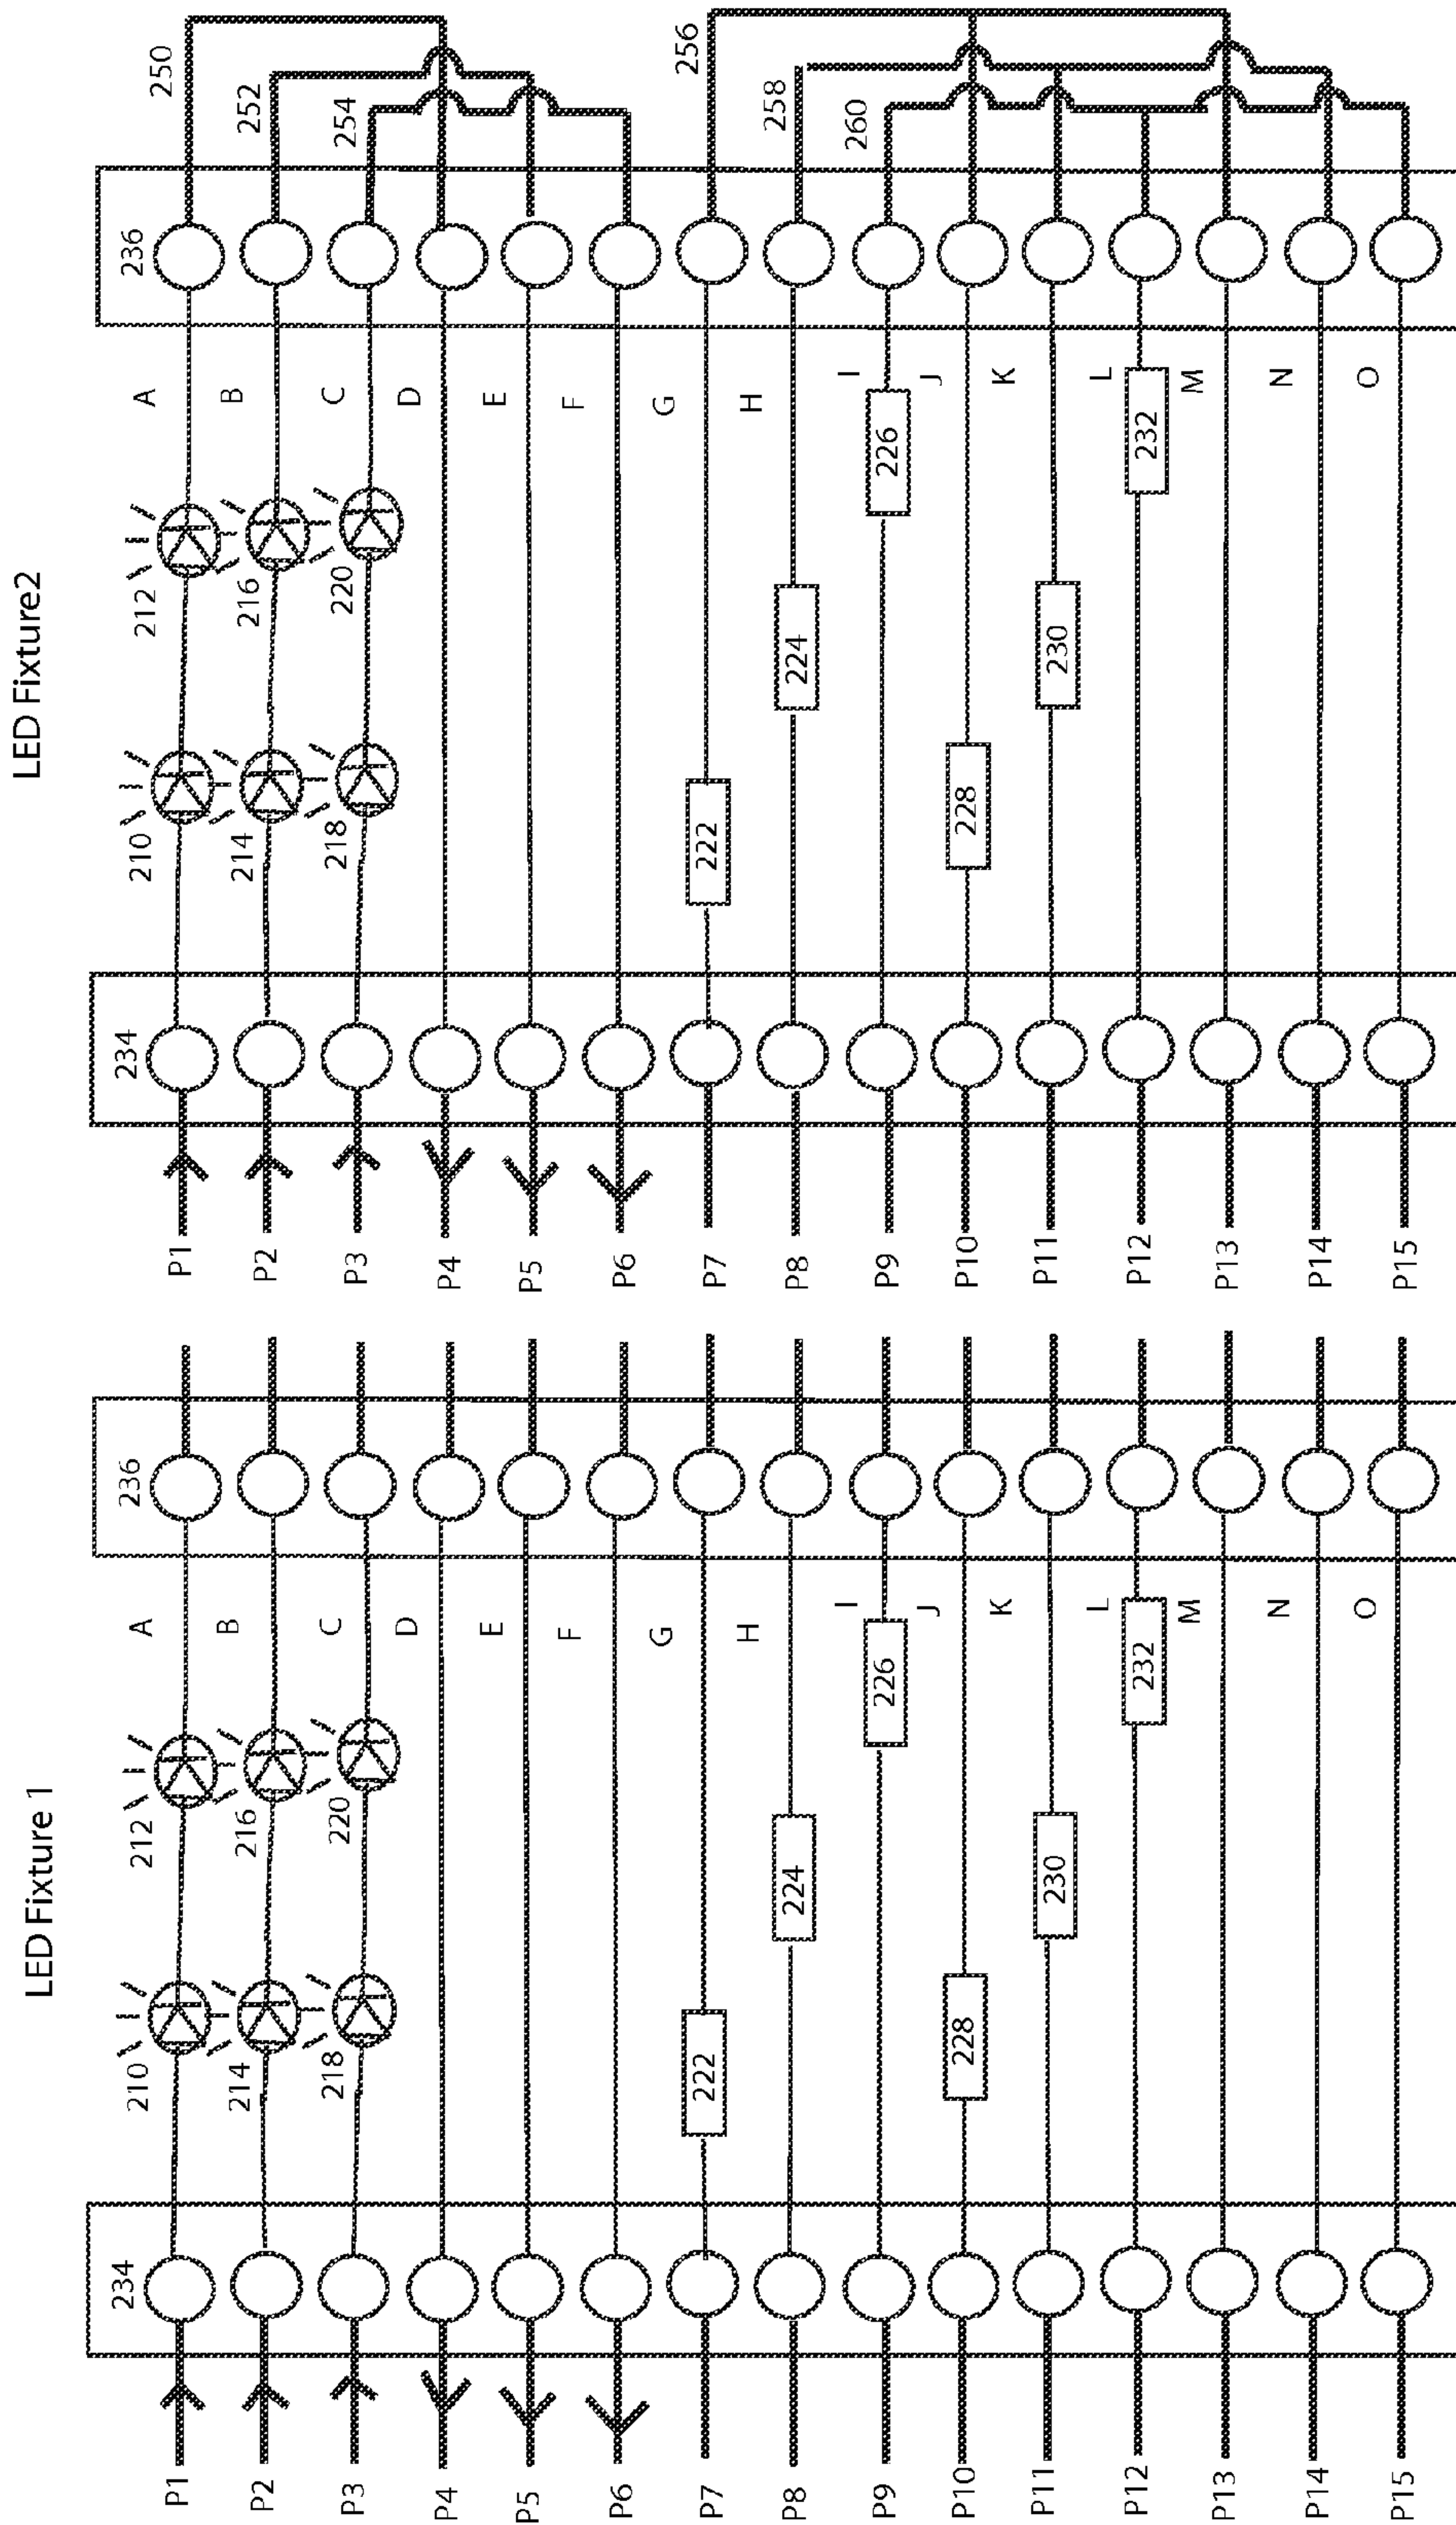 LED Fixture 1
234
236
P1
210
212
A
P2
214
216
B
P3
218
220
C
P4
D
P5
E
P6
F
P7
222
G
P8
224
H
P9
226
I
P10
228
J
P11
230
K
P12
232
L
P13
M
P14
N
P15
O
LED Fixture2
234
236
P1
210
212
A
250
P2
214
216
B
252
P3
218
220
C
254
P4
D
P5
E
P6
F
P7
222
G
256
P8
224
H
258
P9
226
I
260
P10
228
J
P11
230
K
P12
232
L
P13
M
P14
N
P15
O